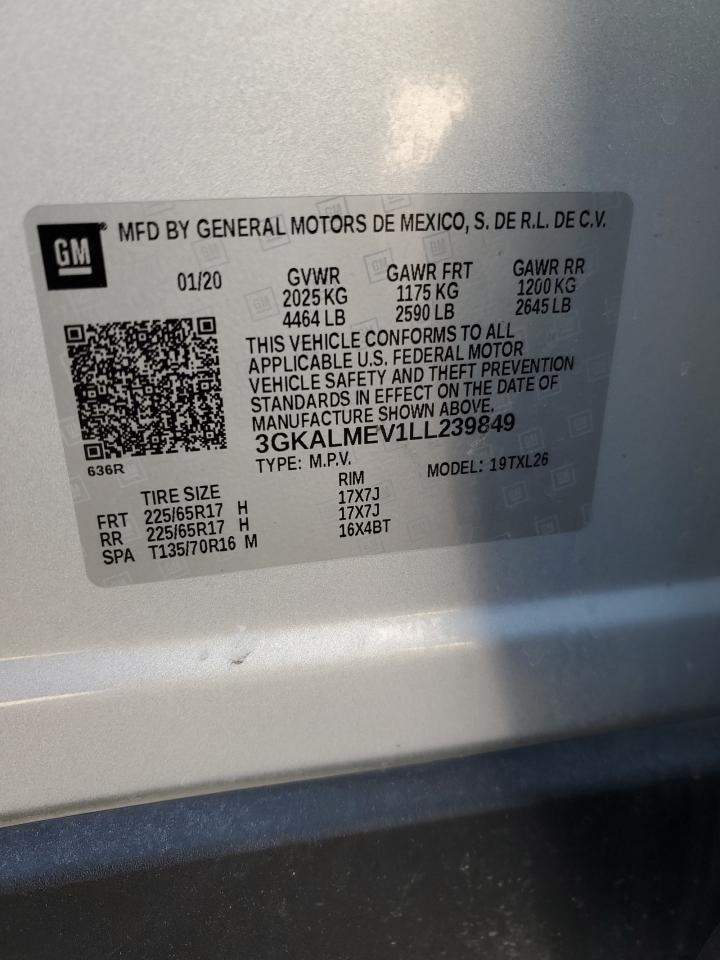 GM® MFD BY GENERAL MOTORS DE MEXICO, S. DE R.L. DE C.V.
01/20 GVWR GAWR FRT GAWR RR
2025 KG 1175 KG 1200 KG
4464 LB 2590 LB 2645 LB
THIS VEHICLE CONFORMS TO ALL
APPLICABLE U.S. FEDERAL MOTOR
VEHICLE SAFETY AND THEFT PREVENTION
STANDARDS IN EFFECT ON THE DATE OF
MANUFACTURE SHOWN ABOVE.
3GKALMEV1LL239849
636R TYPE: M.P.V. MODEL: 19TXL26
TIRE SIZE RIM
FRT 225/65R17 H 17X7J
RR 225/65R17 H 17X7J
SPA T135/70R16 M 16X4BT